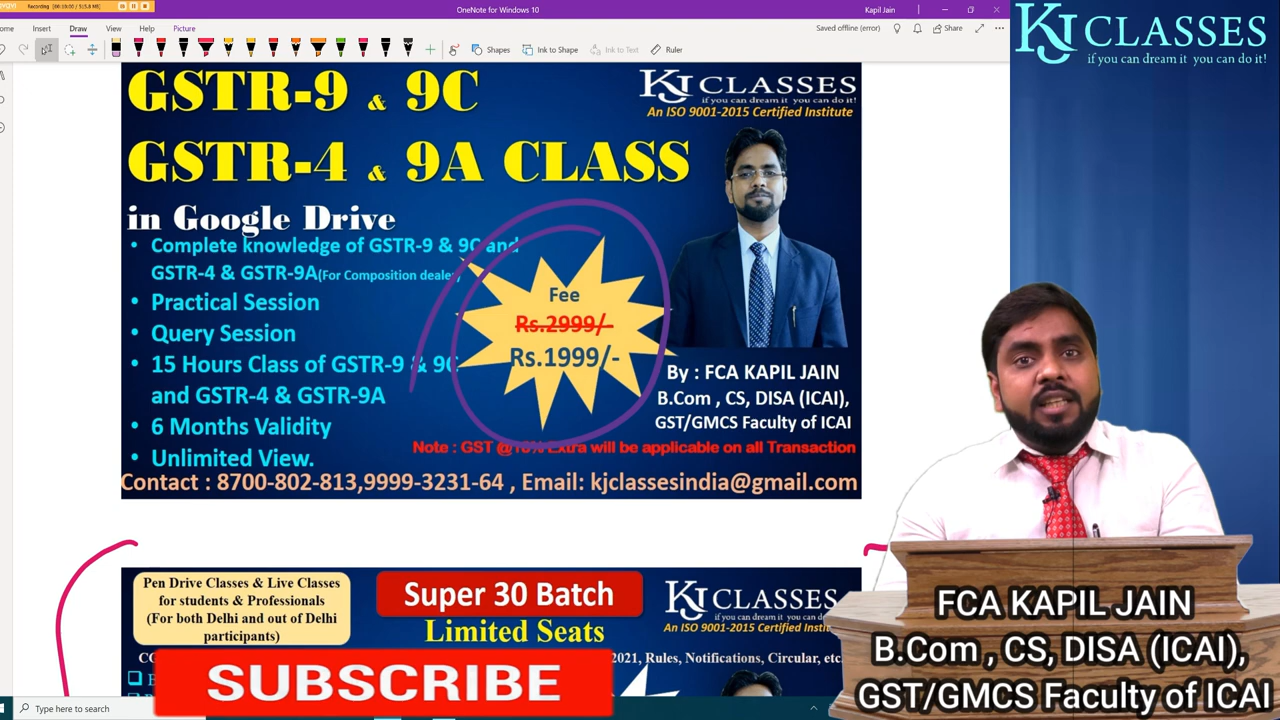 Recording
OneNote for Windows 10
Kapil Jain
Insert
Draw
View
Help
Picture
Saved offline (error)
Share
Shapes
Ink to Shape
Ink to Text
Ruler
KJ CLASSES
if you can dream it you can do it!
GSTR-9 & 9C
GSTR-4 & 9A CLASS
in Google Drive
• Complete knowledge of GSTR-9 & 9C and
GSTR-4 & GSTR-9A(For Composition dealer)
• Practical Session
• Query Session
• 15 Hours Class of GSTR-9 & 9C
and GSTR-4 & GSTR-9A
• 6 Months Validity
• Unlimited View.
Fee
Rs.2999/-
Rs.1999/-
KJ CLASSES
if you can dream it you can do it!
An ISO 9001-2015 Certified Institute
By : FCA KAPIL JAIN
B.Com , CS, DISA (ICAI),
GST/GMCS Faculty of ICAI
Note : GST @18% Extra will be applicable on all Transaction
Contact : 8700-802-813,9999-3231-64 , Email: kjclassesindia@gmail.com
Pen Drive Classes & Live Classes
for students & Professionals
(For both Delhi and out of Delhi
participants)
Super 30 Batch
Limited Seats
KJ CLASSES
if you can dream it you can do it!
An ISO 9001-2015 Certified
2021, Rules, Notifications, Circular, etc.
SUBSCRIBE
Type here to search
FCA KAPIL JAIN
B.Com , CS, DISA (ICAI),
GST/GMCS Faculty of ICAI